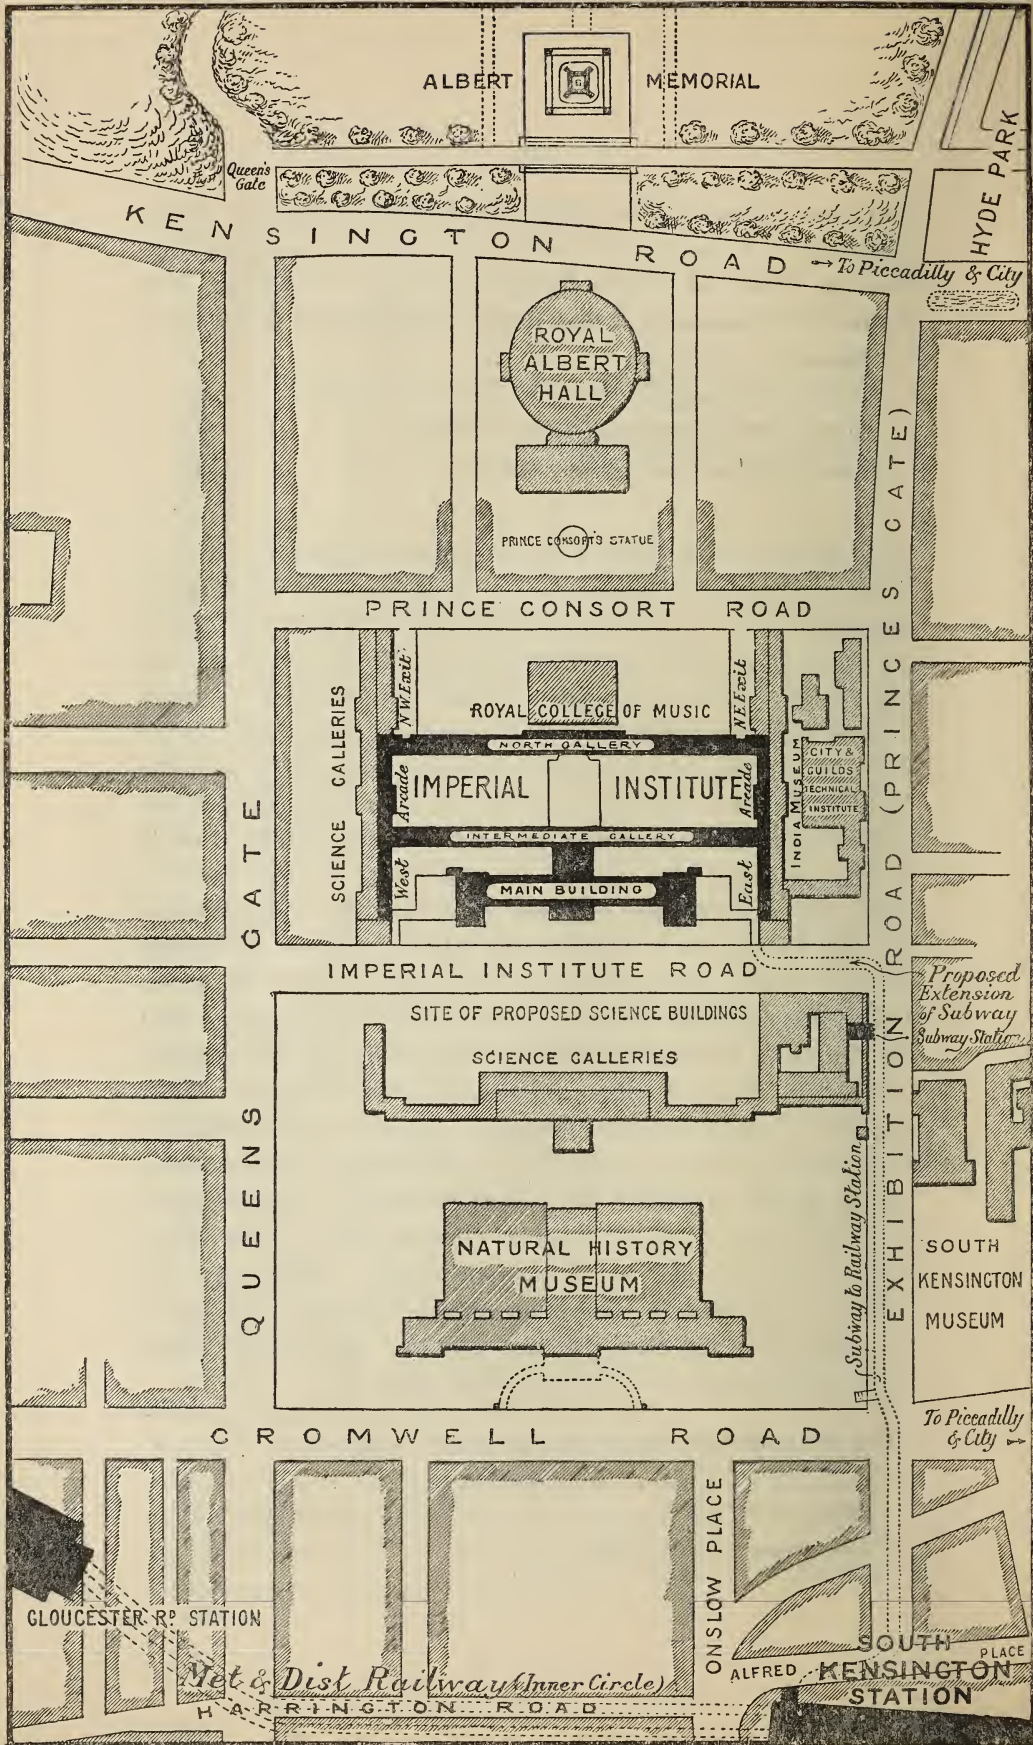 ALBERT MEMORIAL
HYDE PARK
Queen's
Gate
KENSINGTON ROAD
→ To Piccadilly & City
ROYAL
ALBERT
HALL
PRINCE CONSORT'S STATUE
PRINCE CONSORT ROAD
N W. Exit
N E Exit
ROYAL COLLEGE OF MUSIC
NORTH GALLERY
SCIENCE GALLERIES
Arcade
IMPERIAL INSTITUTE
Arcade
INDIA MUSEUM
CITY &
GUILDS
TECHNICAL
INSTITUTE
INTERMEDIATE GALLERY
West
MAIN BUILDING
East
QUEENS GATE
EXHIBITION ROAD (PRINCES GATE)
IMPERIAL INSTITUTE ROAD
Proposed
Extension
of Subway
Subway Station
SITE OF PROPOSED SCIENCE BUILDINGS
SCIENCE GALLERIES
Subway to Railway Station
NATURAL HISTORY
MUSEUM
SOUTH
KENSINGTON
MUSEUM
CROMWELL ROAD
To Piccadilly
& City →
ONSLOW PLACE
GLOUCESTER RD STATION
Met & Dist Railway (Inner Circle)
HARRINGTON ROAD
ALFRED PLACE
SOUTH
KENSINGTON
STATION